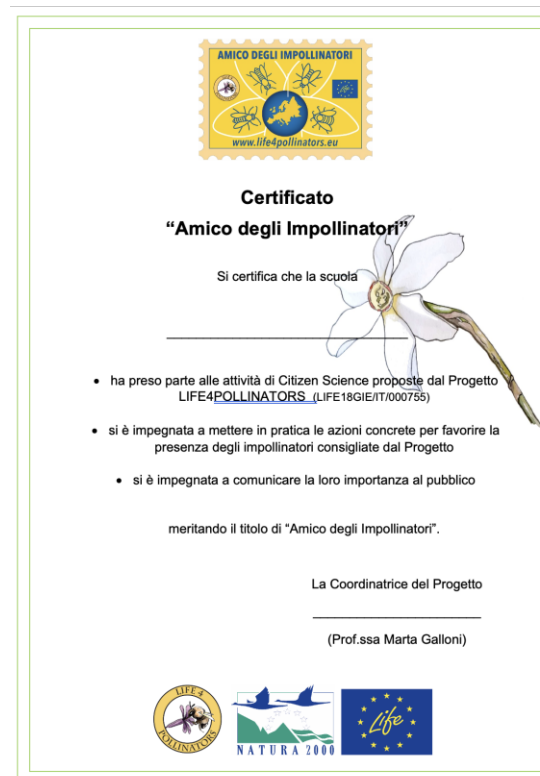 AMICO DEGLI IMPOLLINATORI
www.life4pollinators.eu
Certificato
“Amico degli Impollinatori”
Si certifica che la scuola
• ha preso parte alle attività di Citizen Science proposte dal Progetto
LIFE4POLLINATORS (LIFE18GIE/IT/000755)
• si è impegnata a mettere in pratica le azioni concrete per favorire la
presenza degli impollinatori consigliate dal Progetto
• si è impegnata a comunicare la loro importanza al pubblico
meritando il titolo di “Amico degli Impollinatori”.
La Coordinatrice del Progetto
(Prof.ssa Marta Galloni)
LIFE 4
POLLINATORS
NATURA 2000
Life